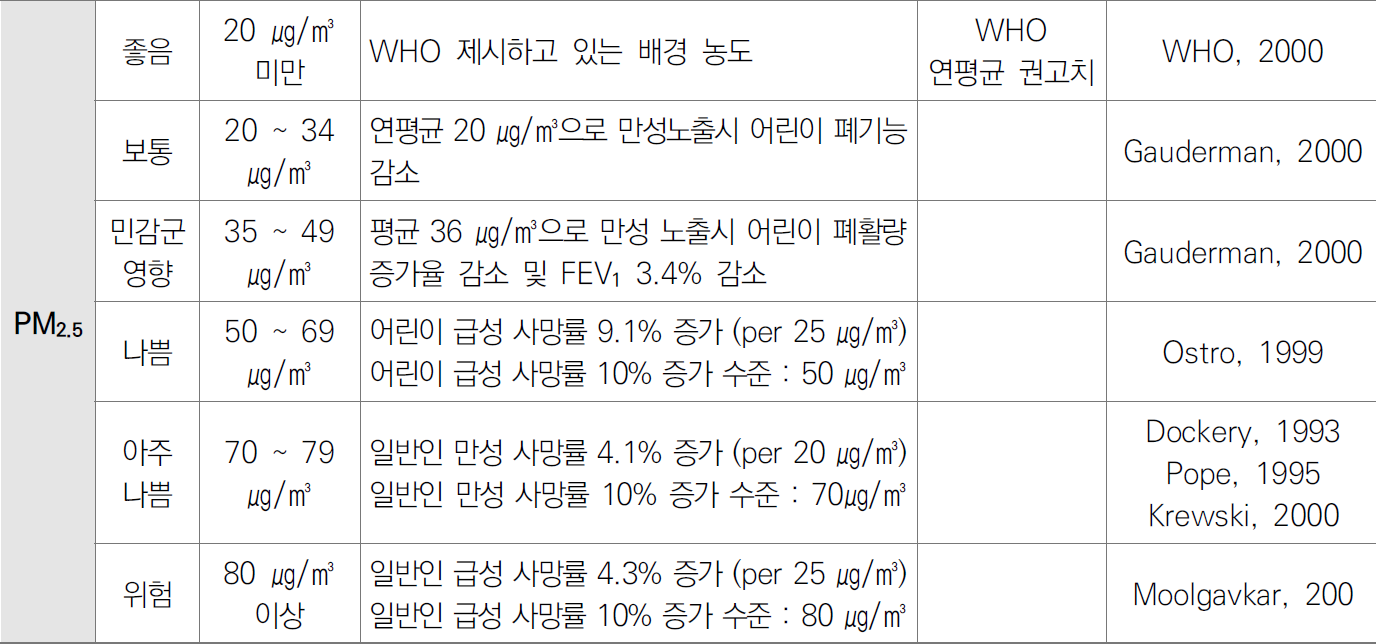 PM2.5
좋음
20 ㎍/㎥
미만
WHO 제시하고 있는 배경 농도
WHO
연평균 권고치
WHO, 2000
보통
20 ~ 34
㎍/㎥
연평균 20 ㎍/㎥으로 만성노출시 어린이 폐기능
감소
Gauderman, 2000
민감군
영향
35 ~ 49
㎍/㎥
평균 36 ㎍/㎥으로 만성 노출시 어린이 폐활량
증가율 감소 및 FEV₁ 3.4% 감소
Gauderman, 2000
나쁨
50 ~ 69
㎍/㎥
어린이 급성 사망률 9.1% 증가 (per 25 ㎍/㎥)
어린이 급성 사망률 10% 증가 수준 : 50 ㎍/㎥
Ostro, 1999
아주
나쁨
70 ~ 79
㎍/㎥
일반인 만성 사망률 4.1% 증가 (per 20 ㎍/㎥)
일반인 만성 사망률 10% 증가 수준 : 70㎍/㎥
Dockery, 1993
Pope, 1995
Krewski, 2000
위험
80 ㎍/㎥
이상
일반인 급성 사망률 4.3% 증가 (per 25 ㎍/㎥)
일반인 급성 사망률 10% 증가 수준 : 80 ㎍/㎥
Moolgavkar, 200